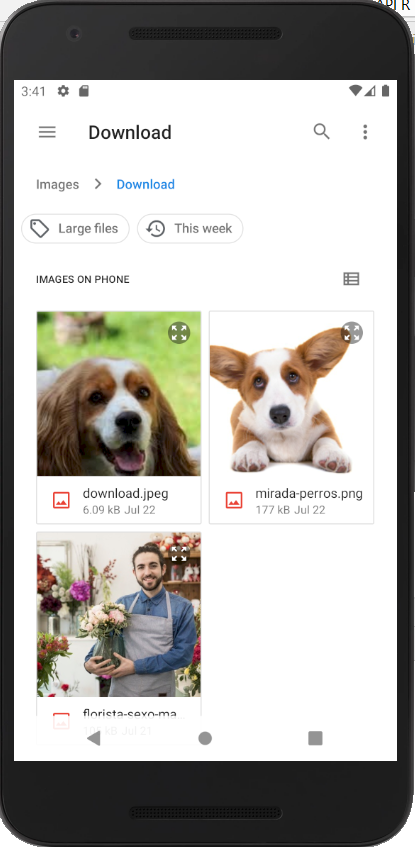 API R
3:41
Download
Images > Download
Large files
This week
IMAGES ON PHONE
download.jpeg
6.09 kB Jul 22
mirada-perros.png
177 kB Jul 22
florista-sexo-ma...
kB Jul 21